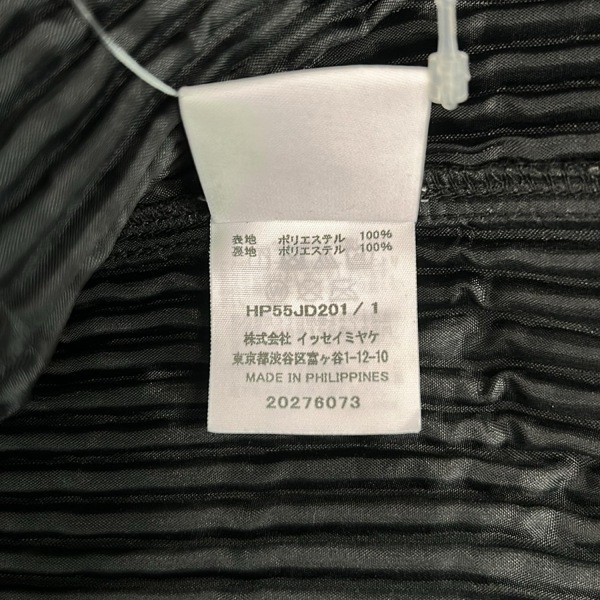 表地 ポリエステル 100%
裏地 ポリエステル 100%
HP55JD201 / 1
株式会社 イッセイミヤケ
東京都渋谷区富ヶ谷1-12-10
MADE IN PHILIPPINES
20276073